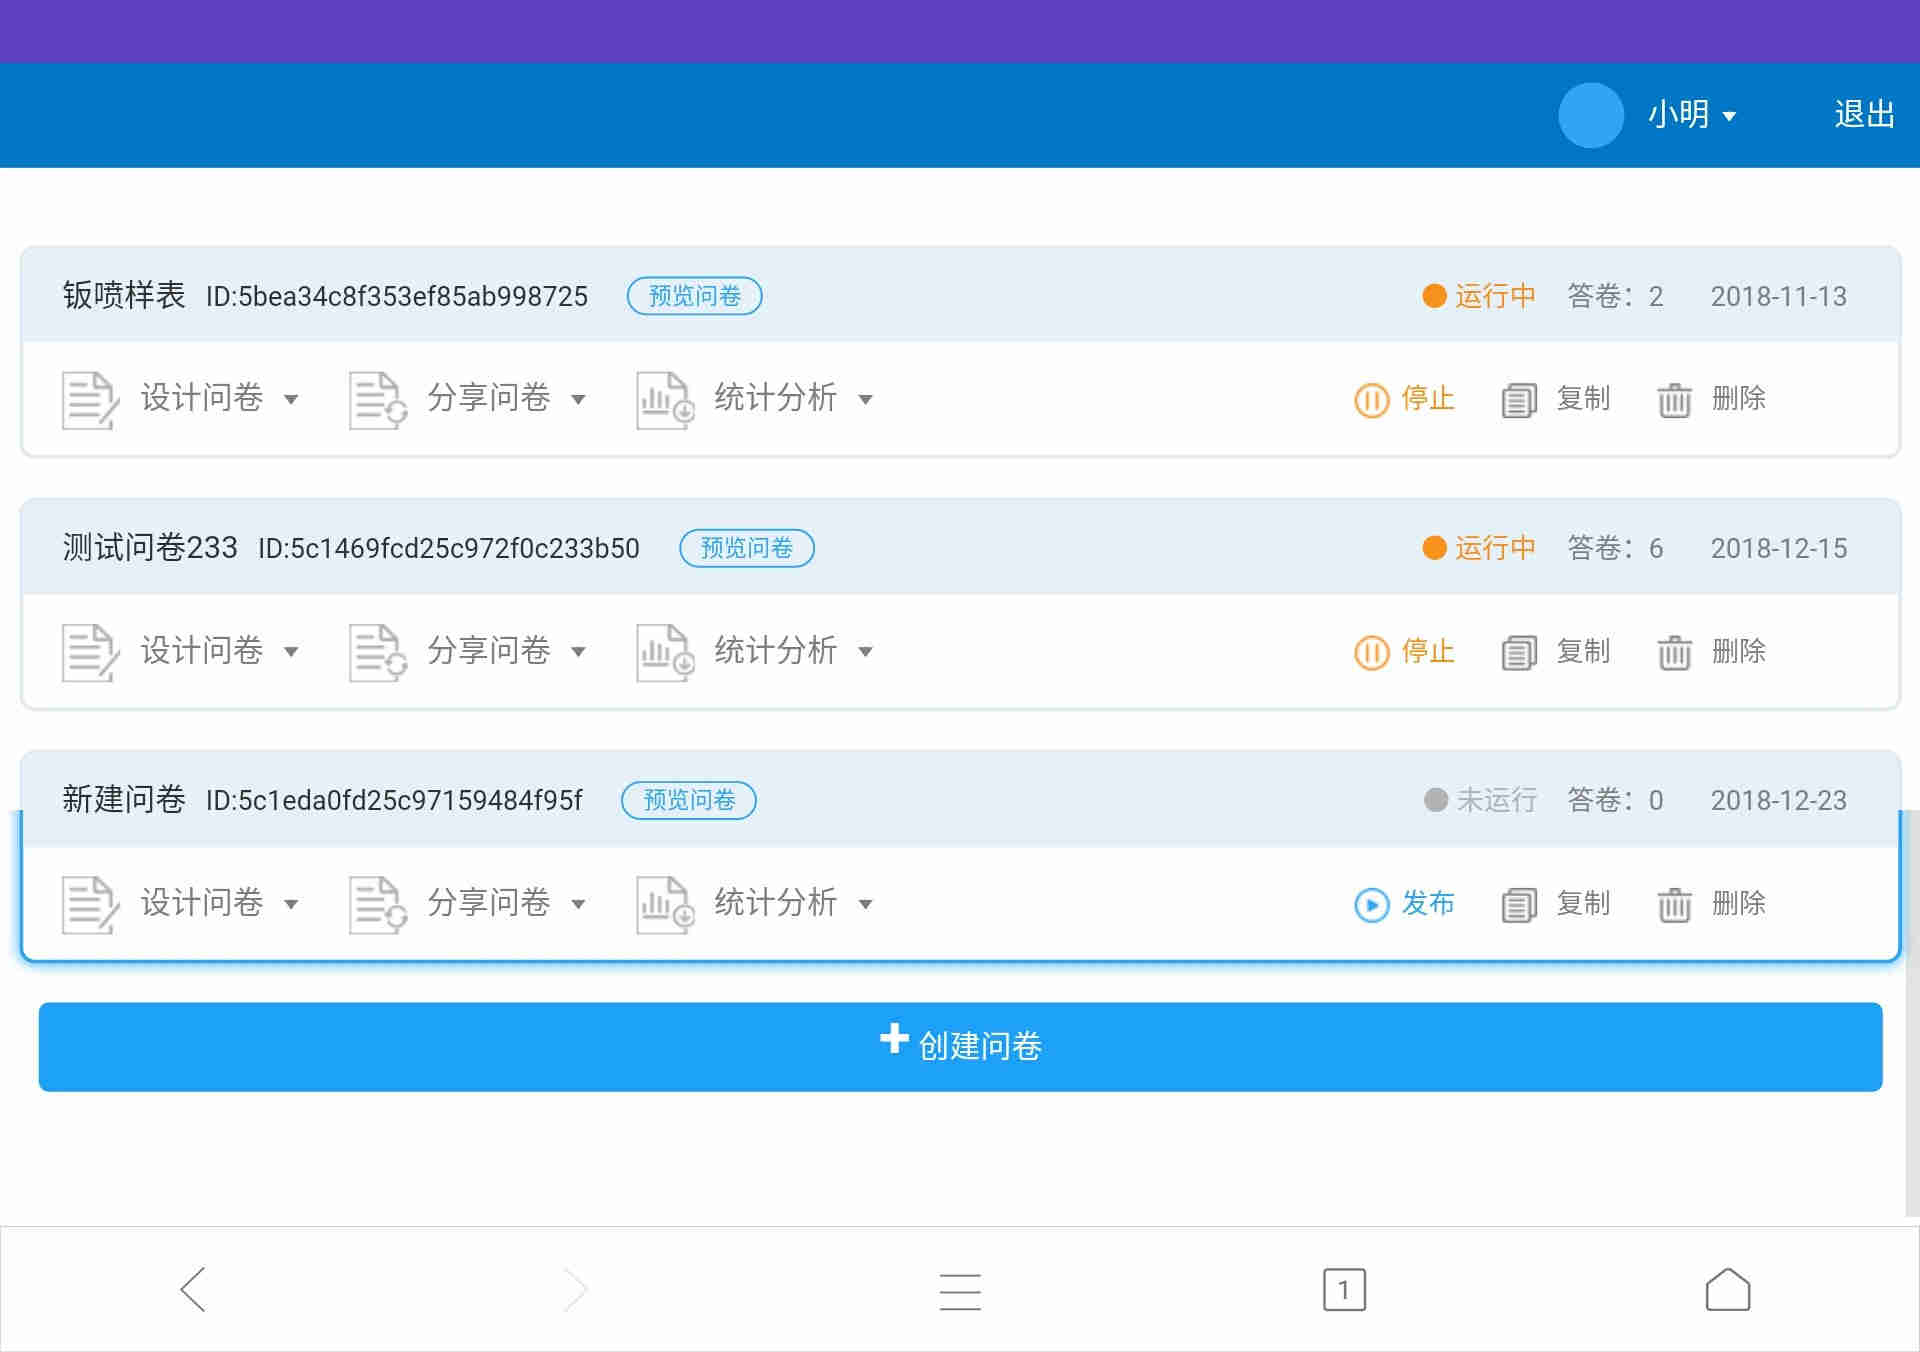 小明 退出
钣喷样表 ID:5bea34c8f353ef85ab998725 预览问卷 运行中 答卷：2 2018-11-13
设计问卷 分享问卷 统计分析 停止 复制 删除
测试问卷233 ID:5c1469fcd25c972f0c233b50 预览问卷 运行中 答卷：6 2018-12-15
设计问卷 分享问卷 统计分析 停止 复制 删除
新建问卷 ID:5c1eda0fd25c97159484f95f 预览问卷 未运行 答卷：0 2018-12-23
设计问卷 分享问卷 统计分析 发布 复制 删除
创建问卷
1